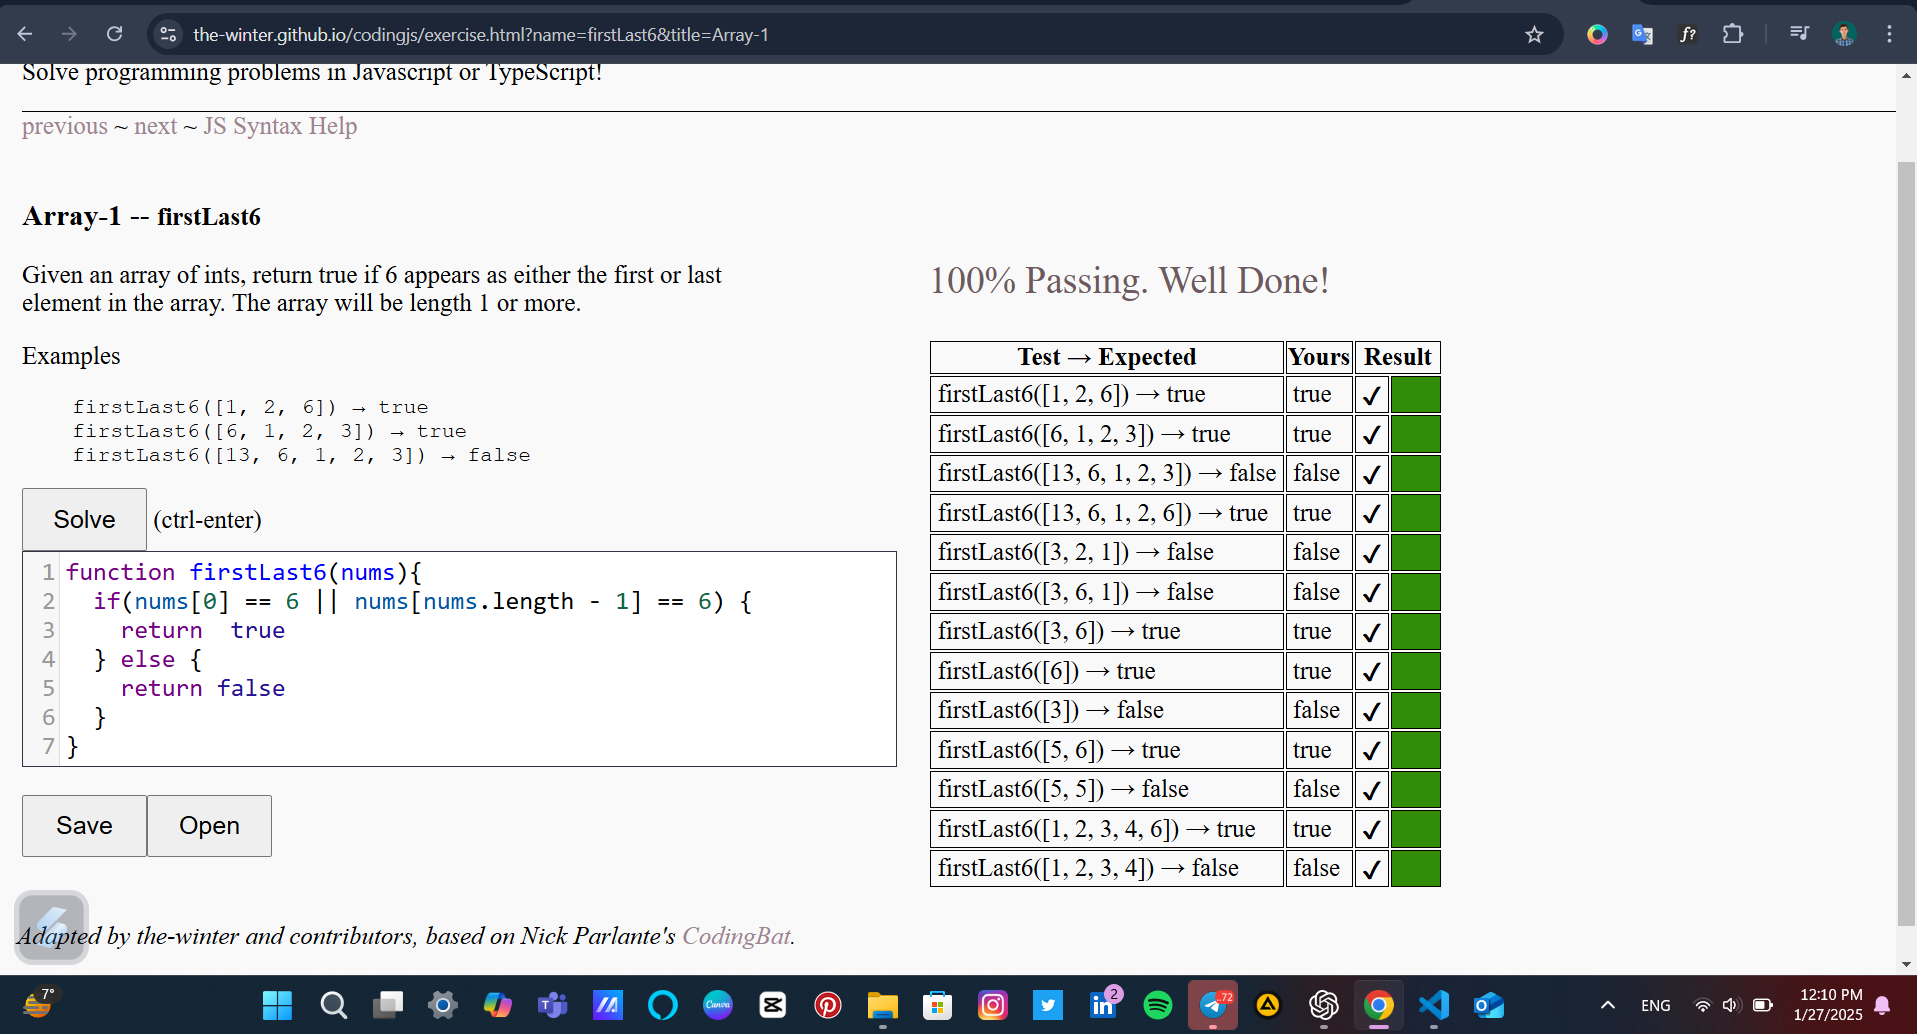 the-winter.github.io/codingjs/exercise.html?name=firstLast6&title=Array-1
f?
Solve programming problems in Javascript or TypeScript!
previous ~ next ~ JS Syntax Help
Array-1 -- firstLast6
Given an array of ints, return true if 6 appears as either the first or last
element in the array. The array will be length 1 or more.
Examples
firstLast6([1, 2, 6]) → true
firstLast6([6, 1, 2, 3]) → true
firstLast6([13, 6, 1, 2, 3]) → false
Solve (ctrl-enter)
1 function firstLast6(nums){
2 if(nums[0] == 6 || nums[nums.length - 1] == 6) {
3 return  true
4 } else {
5 return false
6 }
7 }
Save Open
100% Passing. Well Done!
Test → Expected Yours Result
firstLast6([1, 2, 6]) → true true ✓
firstLast6([6, 1, 2, 3]) → true true ✓
firstLast6([13, 6, 1, 2, 3]) → false false ✓
firstLast6([13, 6, 1, 2, 6]) → true true ✓
firstLast6([3, 2, 1]) → false false ✓
firstLast6([3, 6, 1]) → false false ✓
firstLast6([3, 6]) → true true ✓
firstLast6([6]) → true true ✓
firstLast6([3]) → false false ✓
firstLast6([5, 6]) → true true ✓
firstLast6([5, 5]) → false false ✓
firstLast6([1, 2, 3, 4, 6]) → true true ✓
firstLast6([1, 2, 3, 4]) → false false ✓
Adapted by the-winter and contributors, based on Nick Parlante's CodingBat.
7°
Canva
2
..72
ENG
12:10 PM
1/27/2025